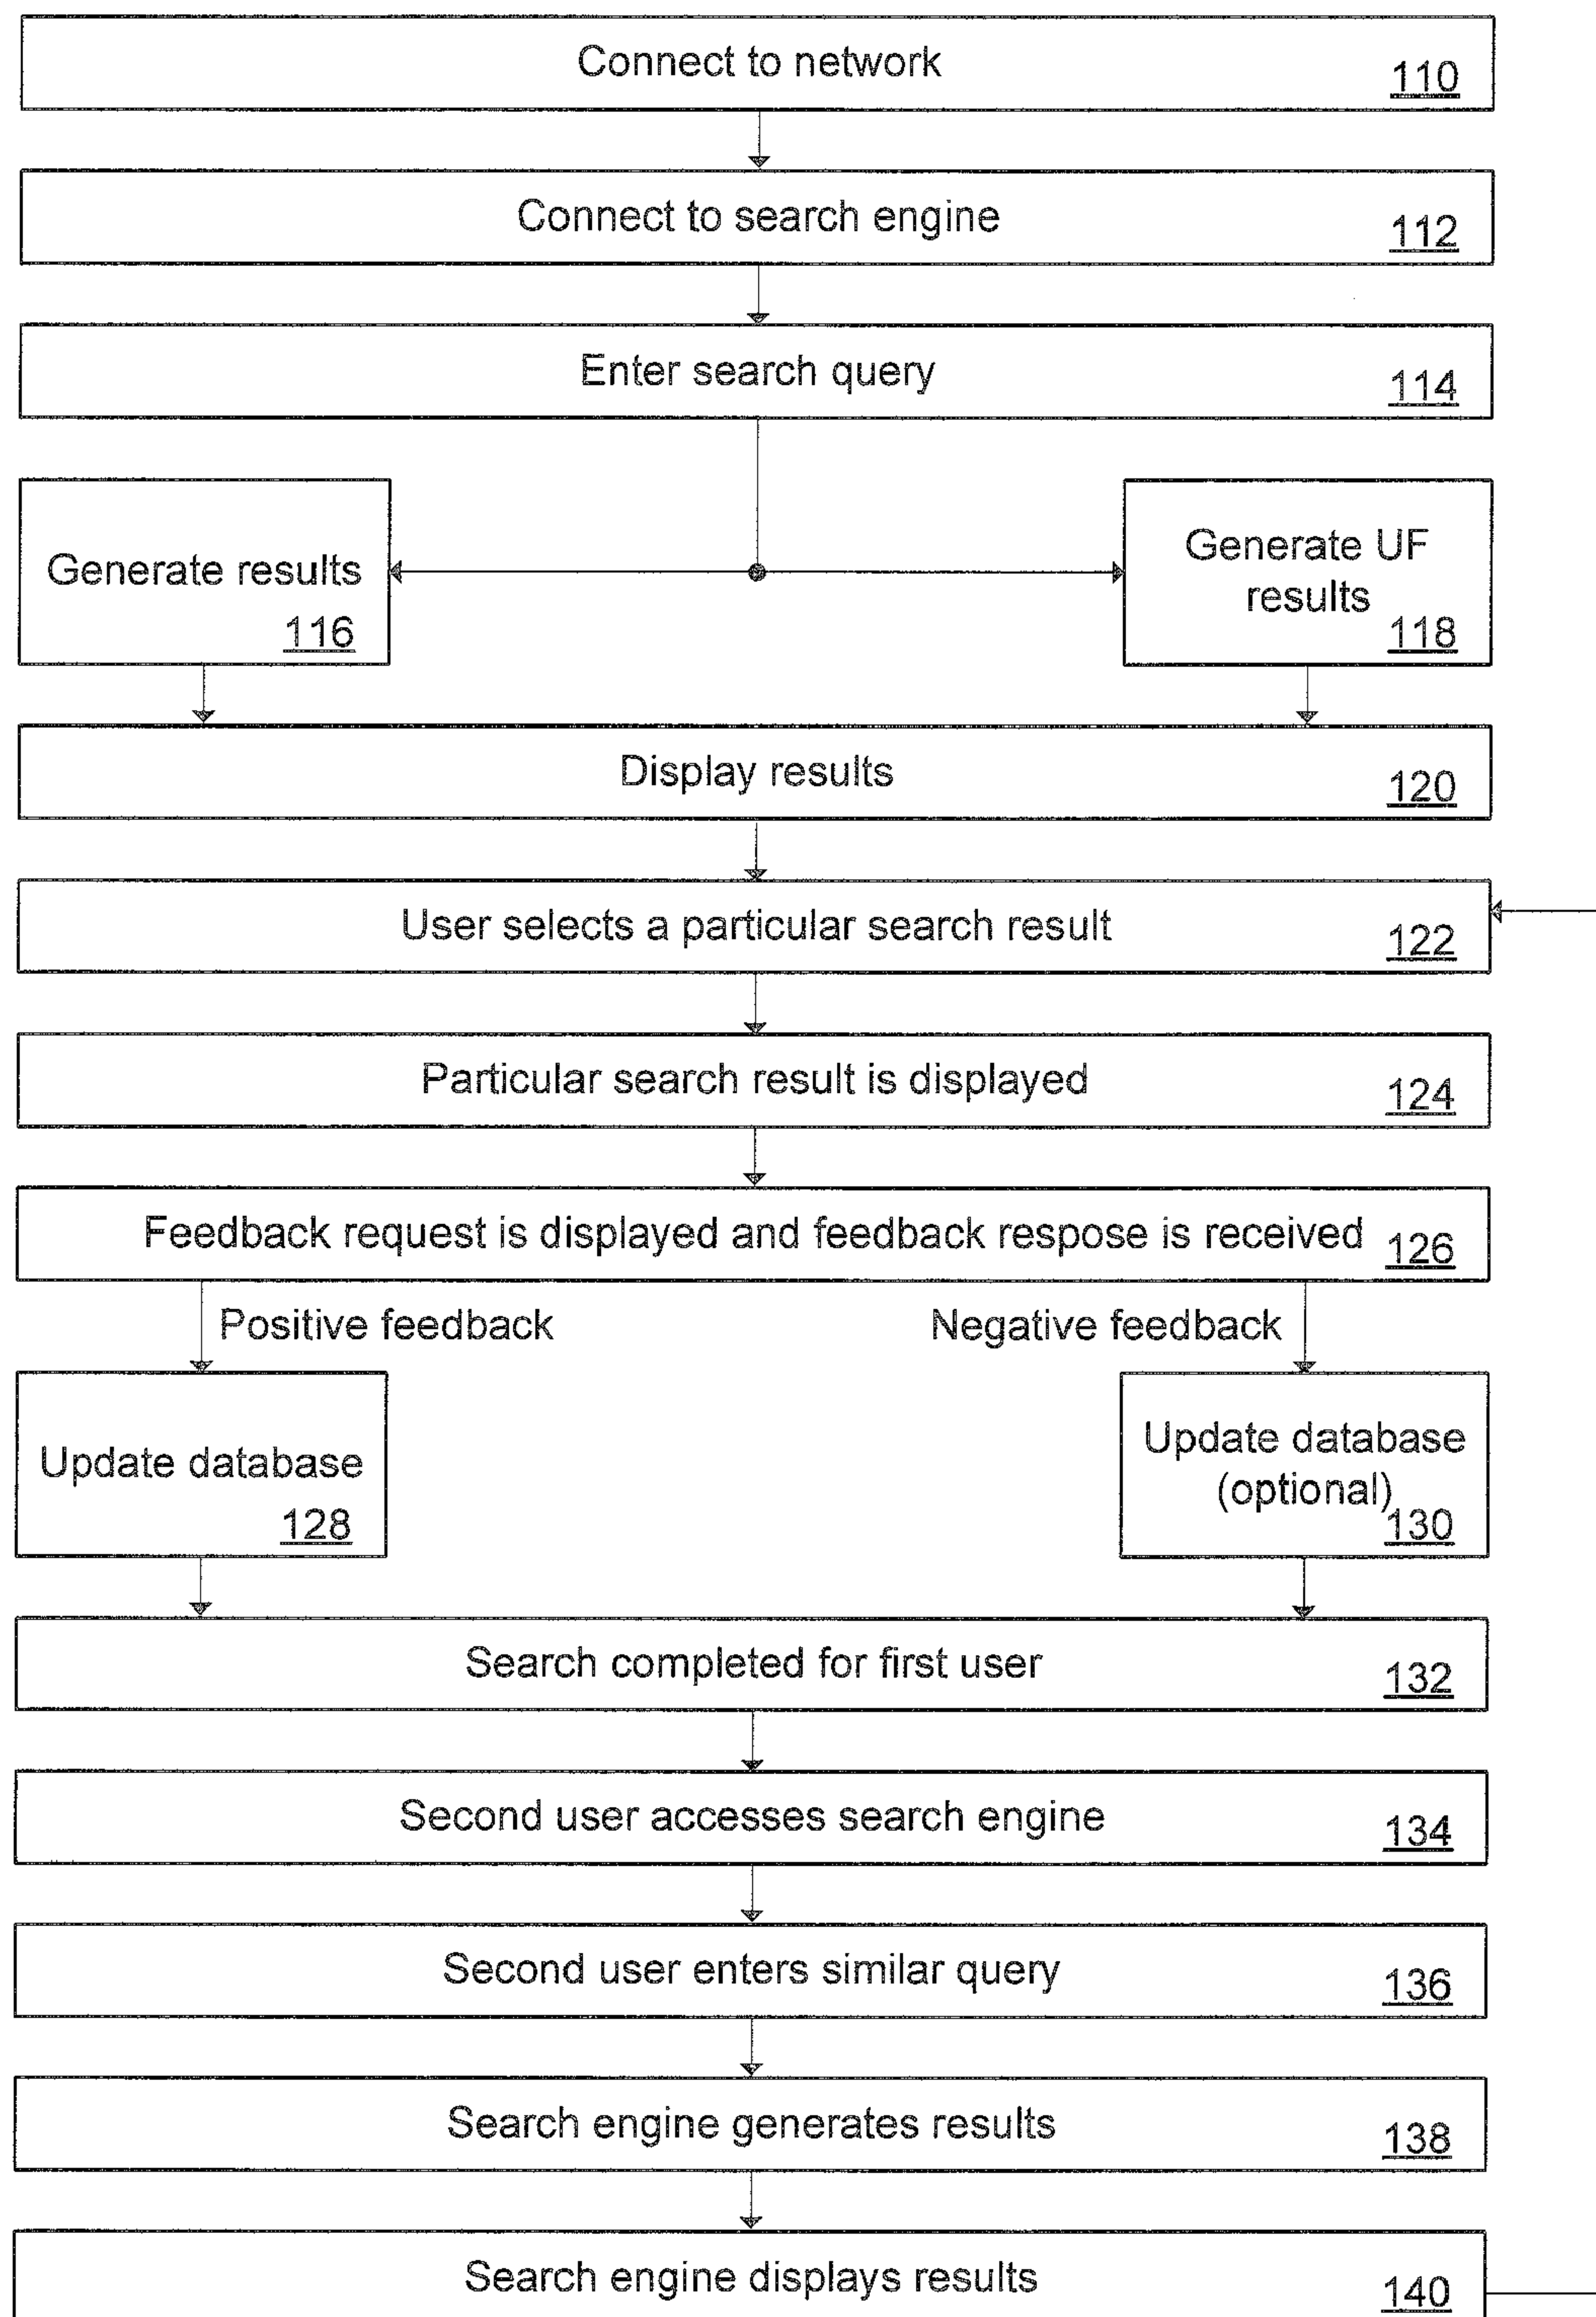 Connect to network
110
Connect to search engine
112
Enter search query
114
Generate results
116
Generate UF
results
118
Display results
120
User selects a particular search result
122
Particular search result is displayed
124
Feedback request is displayed and feedback respose is received
126
Positive feedback
Negative feedback
Update database
128
Update database
(optional)
130
Search completed for first user
132
Second user accesses search engine
134
Second user enters similar query
136
Search engine generates results
138
Search engine displays results
140